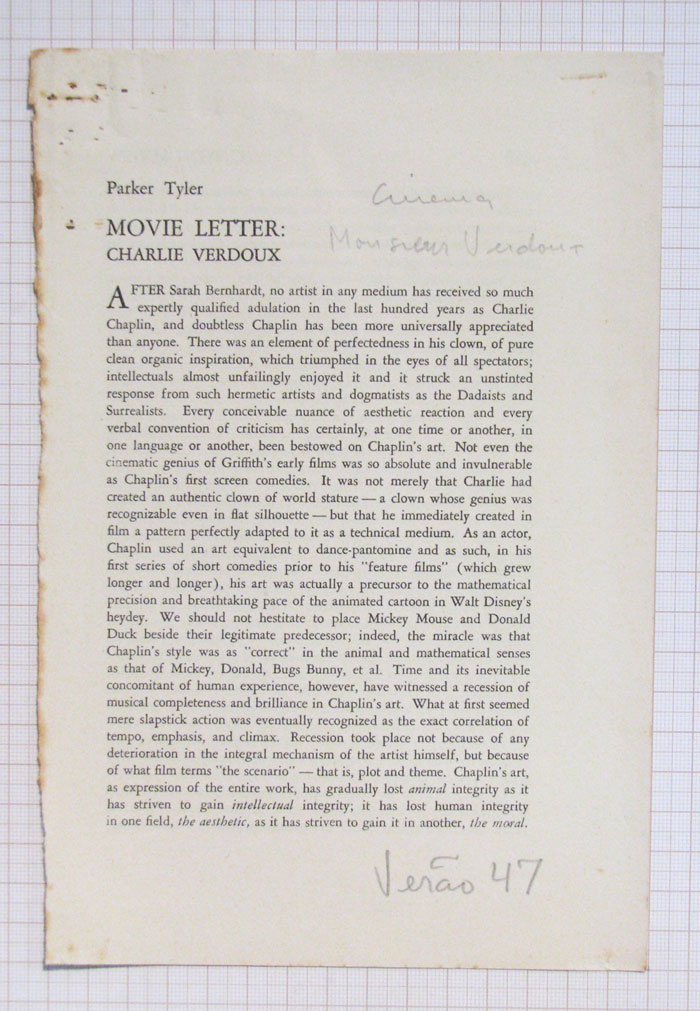 Parker Tyler
Cinema
MOVIE LETTER:
Monsieur Verdoux
CHARLIE VERDOUX
AFTER Sarah Bernhardt, no artist in any medium has received so much
expertly qualified adulation in the last hundred years as Charlie
Chaplin, and doubtless Chaplin has been more universally appreciated
than anyone. There was an element of perfectedness in his clown, of pure
clean organic inspiration, which triumphed in the eyes of all spectators;
intellectuals almost unfailingly enjoyed it and it struck an unstinted
response from such hermetic artists and dogmatists as the Dadaists and
Surrealists. Every conceivable nuance of aesthetic reaction and every
verbal convention of criticism has certainly, at one time or another, in
one language or another, been bestowed on Chaplin's art. Not even the
cinematic genius of Griffith's early films was so absolute and invulnerable
as Chaplin's first screen comedies. It was not merely that Charlie had
created an authentic clown of world stature — a clown whose genius was
recognizable even in flat silhouette — but that he immediately created in
film a pattern perfectly adapted to it as a technical medium. As an actor,
Chaplin used an art equivalent to dance-pantomine and as such, in his
first series of short comedies prior to his "feature films" (which grew
longer and longer), his art was actually a precursor to the mathematical
precision and breathtaking pace of the animated cartoon in Walt Disney's
heydey. We should not hestitate to place Mickey Mouse and Donald
Duck beside their legitimate predecessor; indeed, the miracle was that
Chaplin's style was as "correct" in the animal and mathematical senses
as that of Mickey, Donald, Bugs Bunny, et al. Time and its inevitable
concomitant of human experience, however, have witnessed a recession of
musical completeness and brilliance in Chaplin's art. What at first seemed
mere slapstick action was eventually recognized as the exact correlation of
tempo, emphasis, and climax. Recession took place not because of any
deterioration in the integral mechanism of the artist himself, but because
of what film terms "the scenario" — that is, plot and theme. Chaplin's art,
as expression of the entire work, has gradually lost animal integrity as it
has striven to gain intellectual integrity; it has lost human integrity
in one field, the aesthetic, as it has striven to gain it in another, the moral.
Verão 47